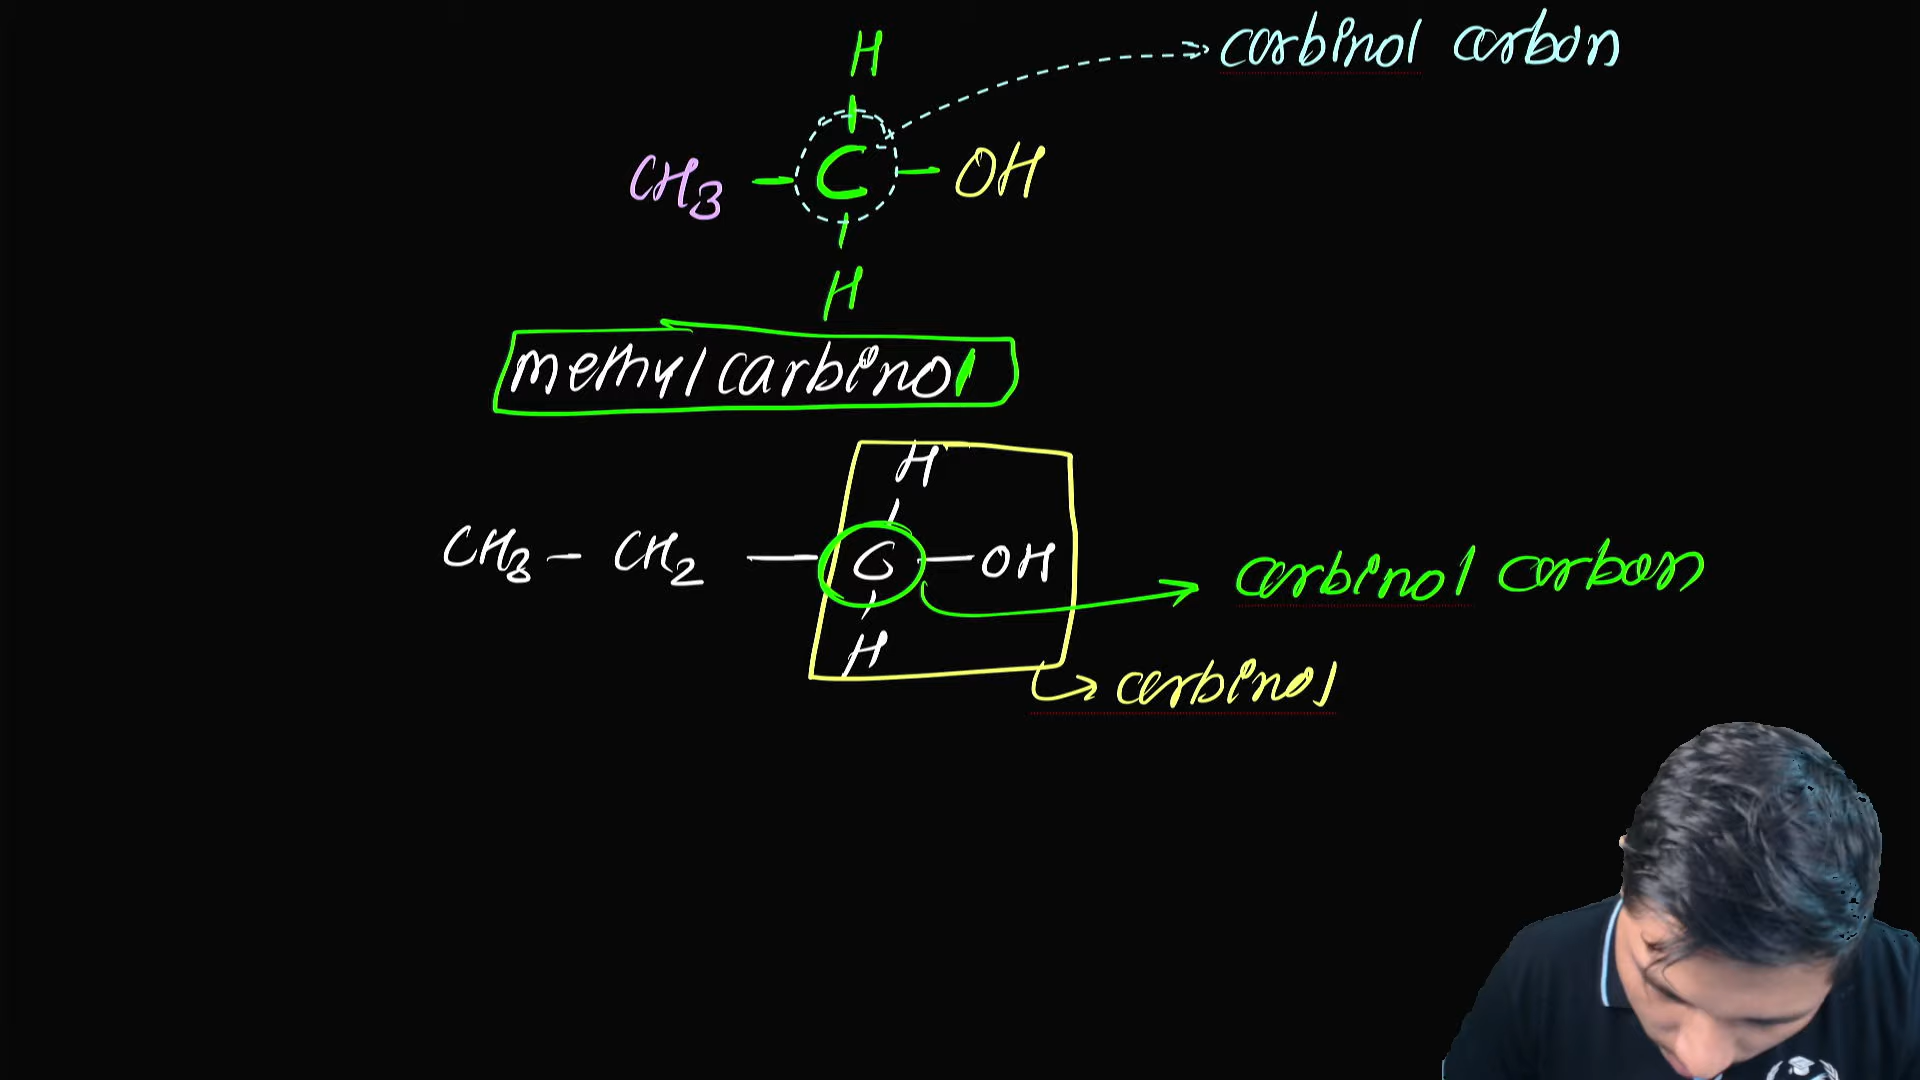 H
carbinol carbon
CH3 - C - OH
H
methyl carbinol
H
CH3 - CH2 - C - OH
carbinol carbon
H
carbinol